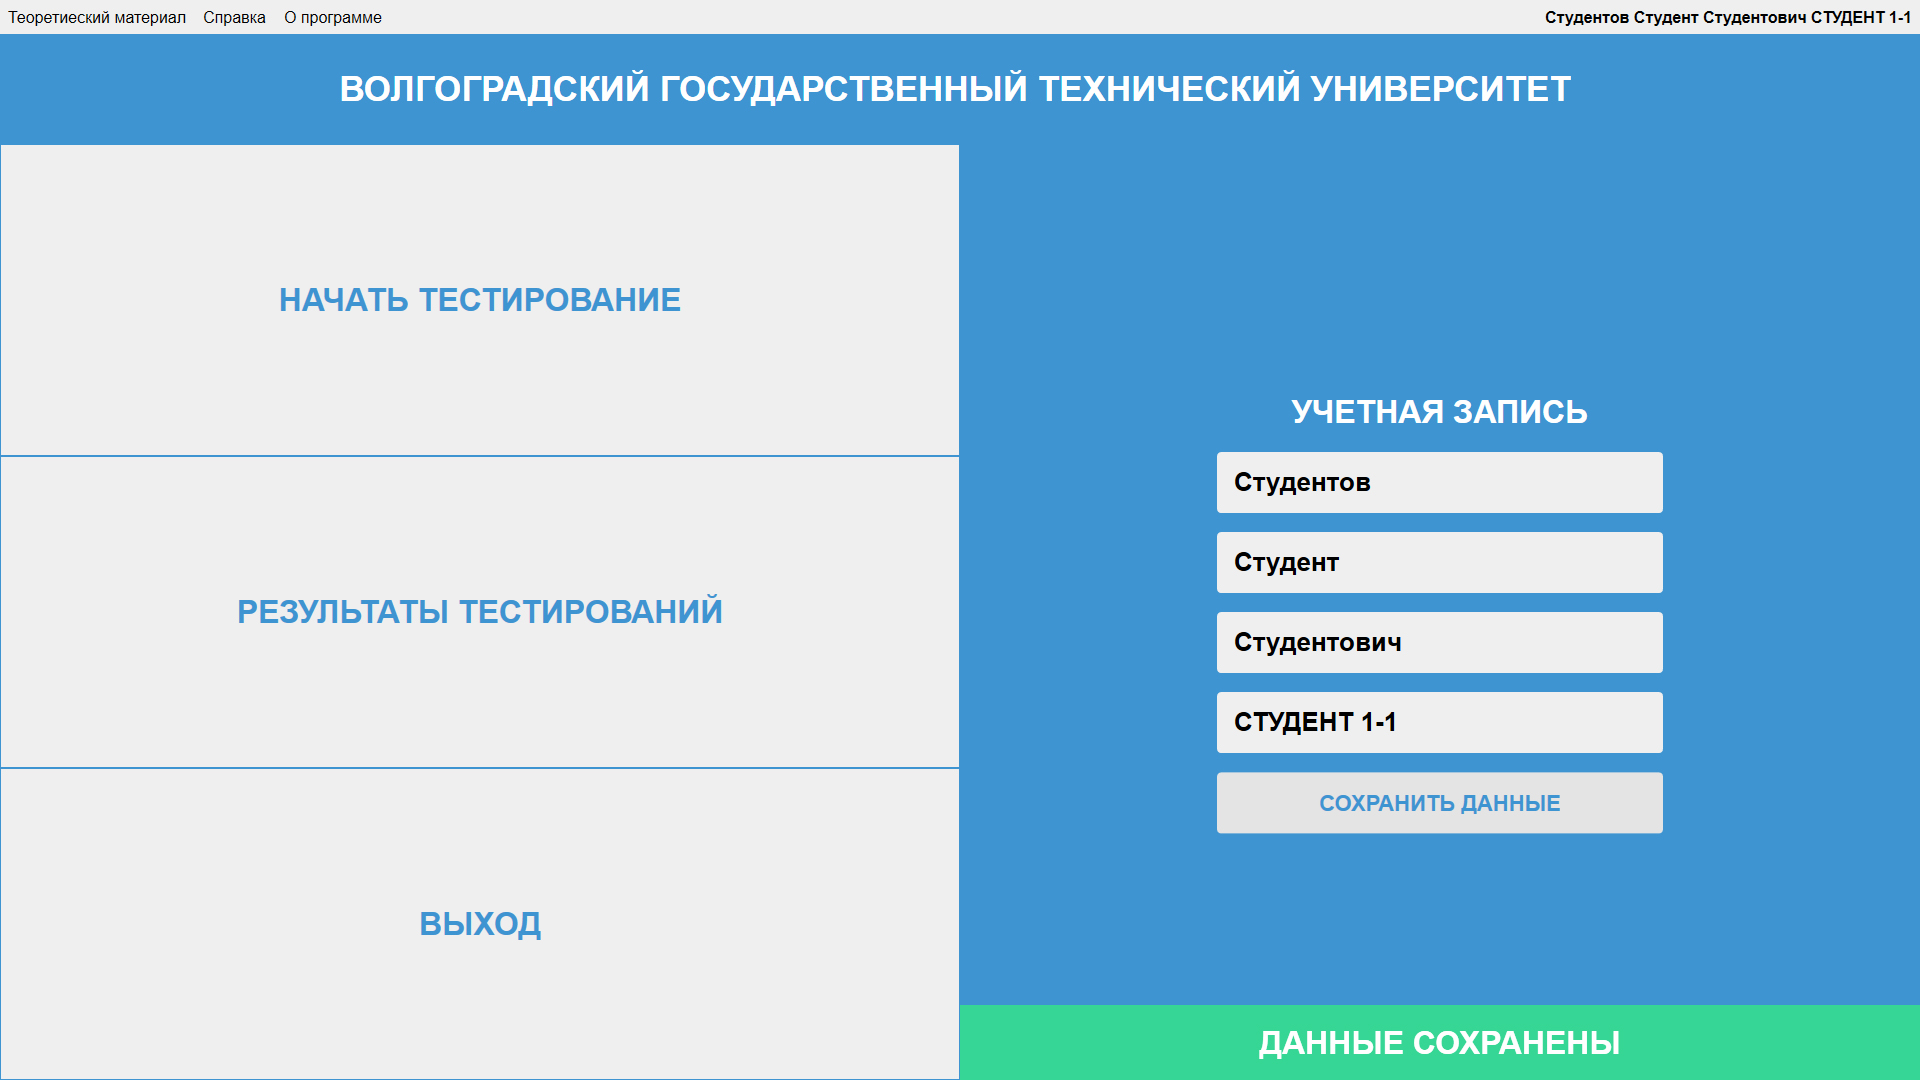 Теоретиеский материал Справка О программе Студентов Студент Студентович СТУДЕНТ 1-1
ВОЛГОГРАДСКИЙ ГОСУДАРСТВЕННЫЙ ТЕХНИЧЕСКИЙ УНИВЕРСИТЕТ
НАЧАТЬ ТЕСТИРОВАНИЕ
РЕЗУЛЬТАТЫ ТЕСТИРОВАНИЙ
ВЫХОД
УЧЕТНАЯ ЗАПИСЬ
Студентов
Студент
Студентович
СТУДЕНТ 1-1
СОХРАНИТЬ ДАННЫЕ
ДАННЫЕ СОХРАНЕНЫ